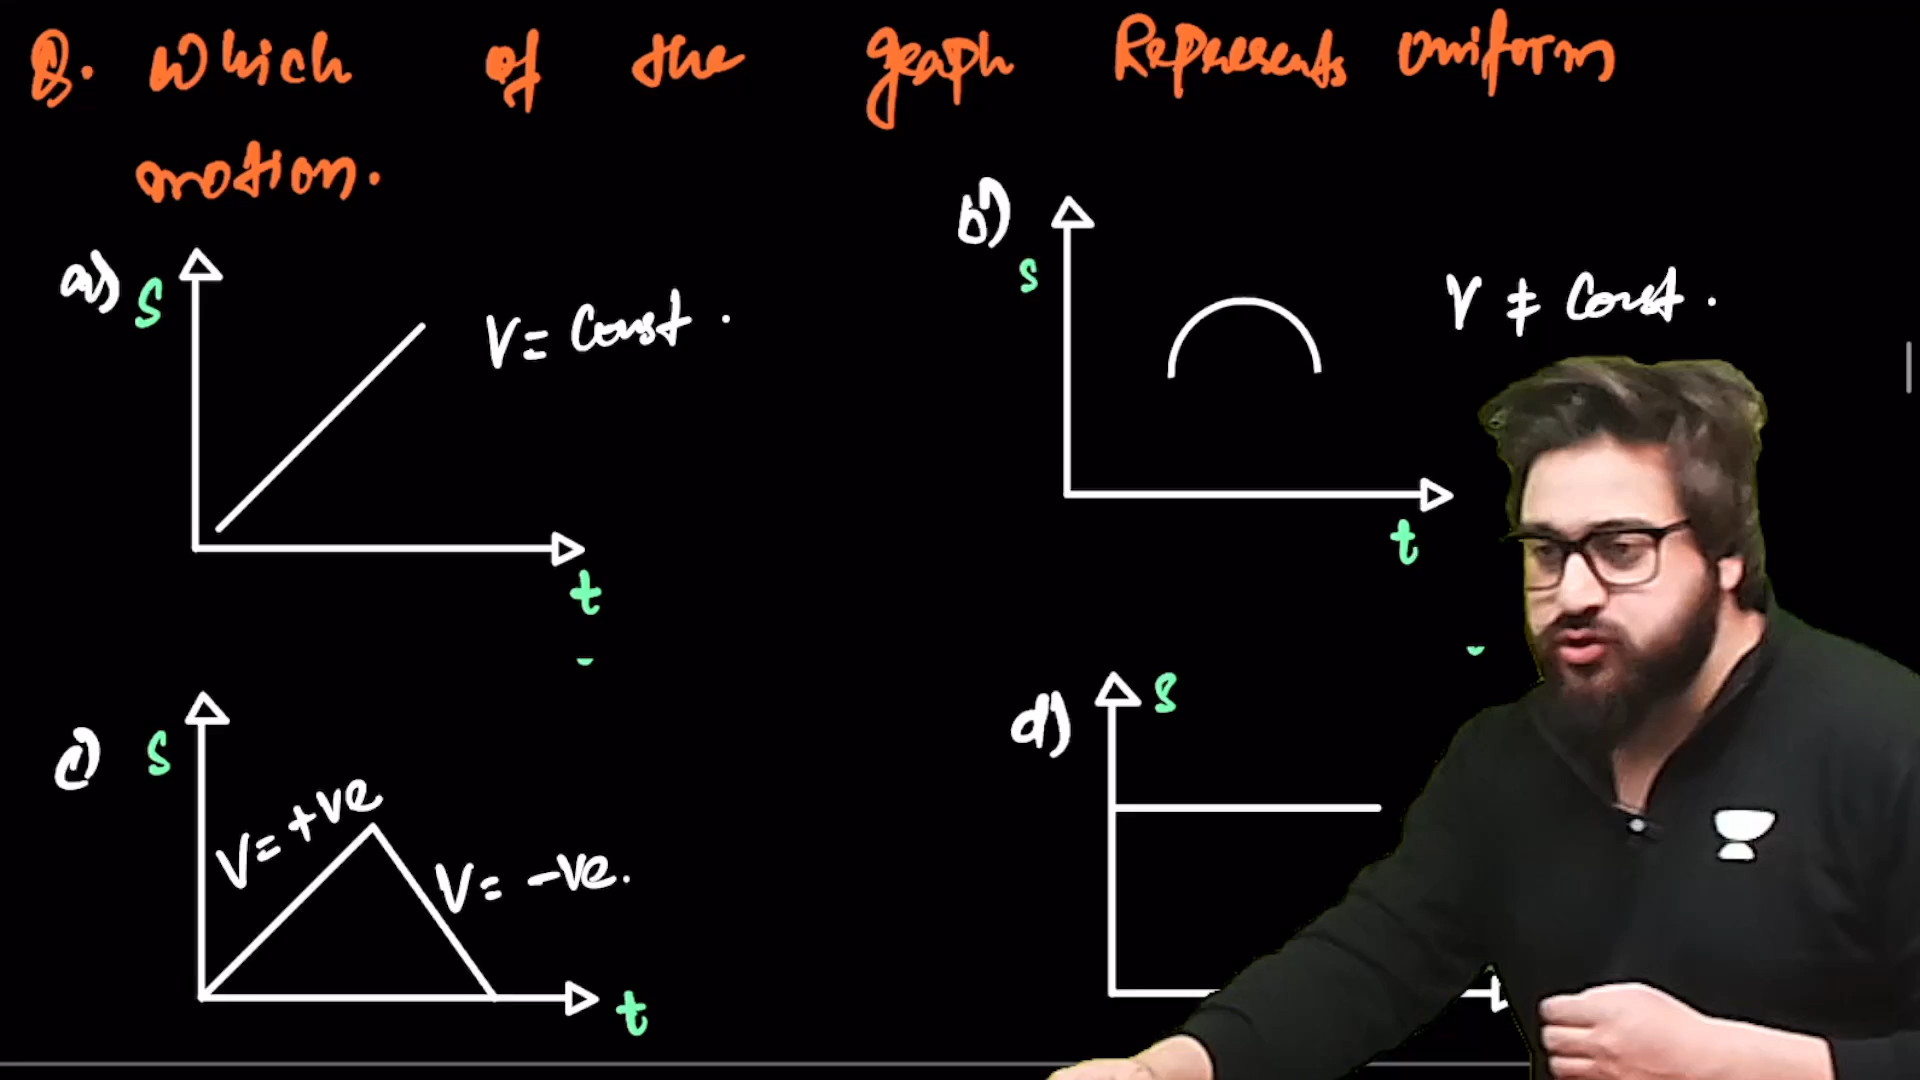 Q. Which of the graph Represents uniform
motion.
a) S
V = Const.
t
b) s
V ≠ Const.
t
c) s
V = +ve
V = -ve.
t
d) s